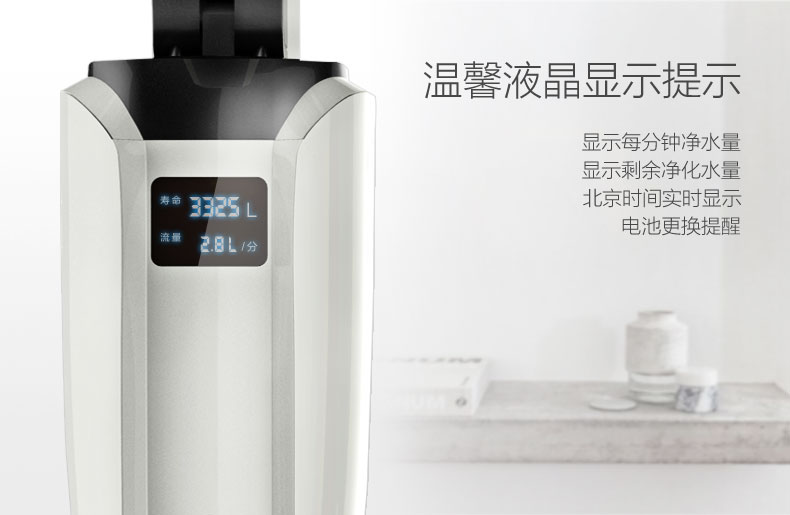 温馨液晶显示提示
显示每分钟净水量
显示剩余净化水量
北京时间实时显示
电池更换提醒
寿命 3325 L
流量 2.8L/分